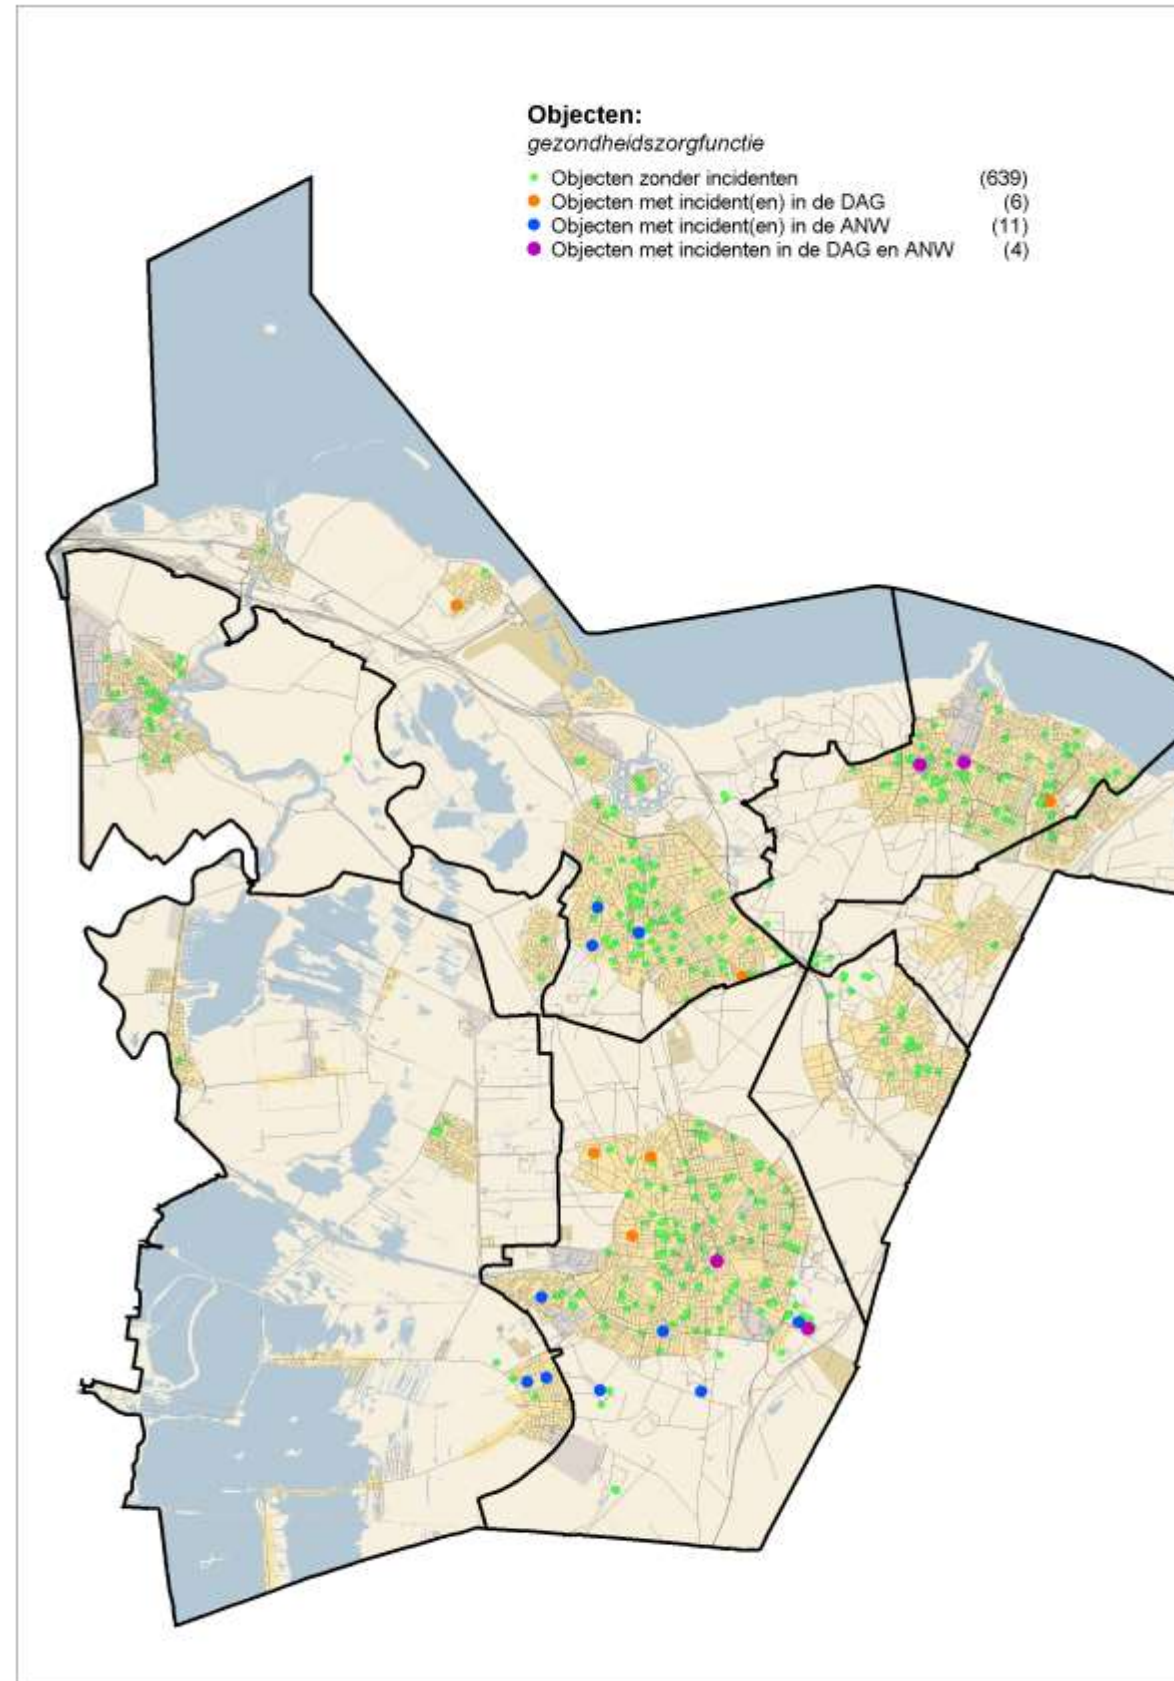 Objecten:
gezondheidszorgfunctie
Objecten zonder incidenten (639)
Objecten met incident(en) in de DAG (6)
Objecten met incident(en) in de ANW (11)
Objecten met incidenten in de DAG en ANW (4)